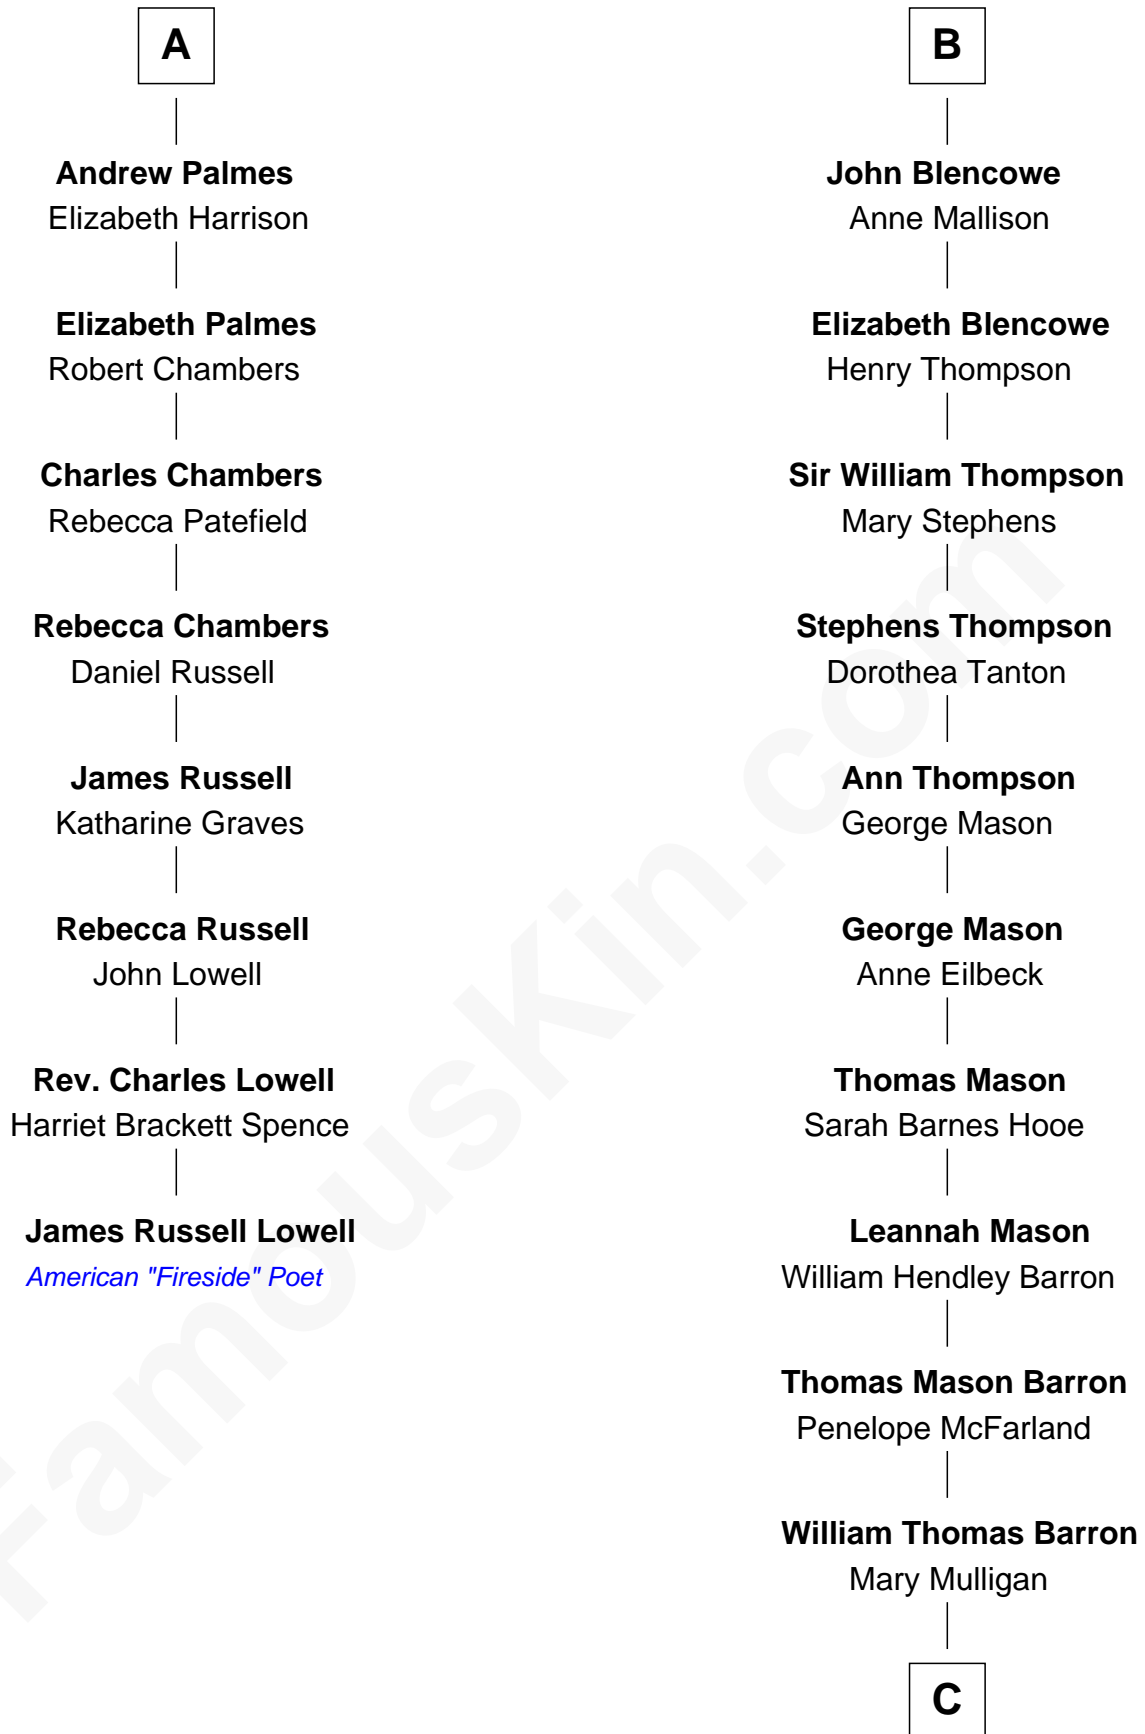 A
Andrew Palmes
Elizabeth Harrison
Elizabeth Palmes
Robert Chambers
Charles Chambers
Rebecca Patefield
Rebecca Chambers
Daniel Russell
James Russell
Katharine Graves
Rebecca Russell
John Lowell
Rev. Charles Lowell
Harriet Brackett Spence
James Russell Lowell
American "Fireside" Poet
B
John Blencowe
Anne Mallison
Elizabeth Blencowe
Henry Thompson
Sir William Thompson
Mary Stephens
Stephens Thompson
Dorothea Tanton
Ann Thompson
George Mason
George Mason
Anne Eilbeck
Thomas Mason
Sarah Barnes Hooe
Leannah Mason
William Hendley Barron
Thomas Mason Barron
Penelope McFarland
William Thomas Barron
Mary Mulligan
C
FamousKin.com